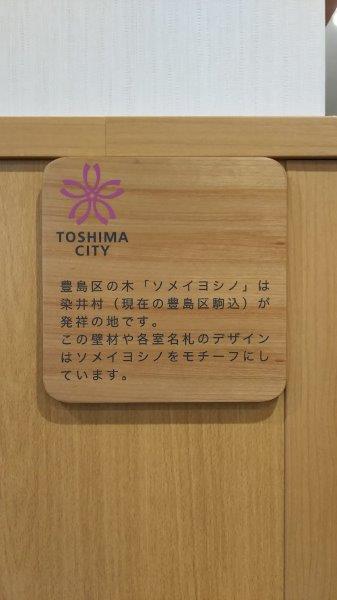 TOSHIMA
CITY
豊島区の木「ソメイヨシノ」は
染井村（現在の豊島区駒込）が
発祥の地です。
この壁材や各室名札のデザイン
はソメイヨシノをモチーフにし
ています。